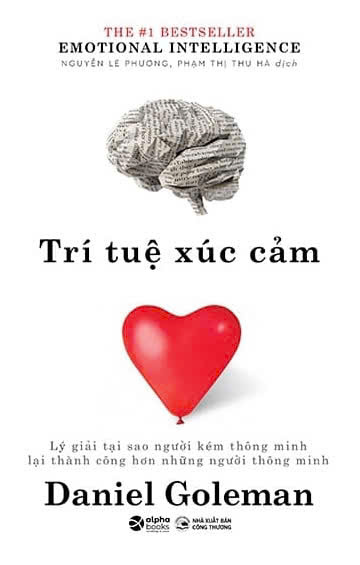 THE #1 BESTSELLER
EMOTIONAL INTELLIGENCE
NGUYỄN LÊ PHƯƠNG, PHẠM THỊ THU HÀ dịch
Trí tuệ xúc cảm
Lý giải tại sao người kém thông minh
lại thành công hơn những người thông minh
Daniel Goleman
alpha books
NHÀ XUẤT BẢN
CÔNG THƯƠNG